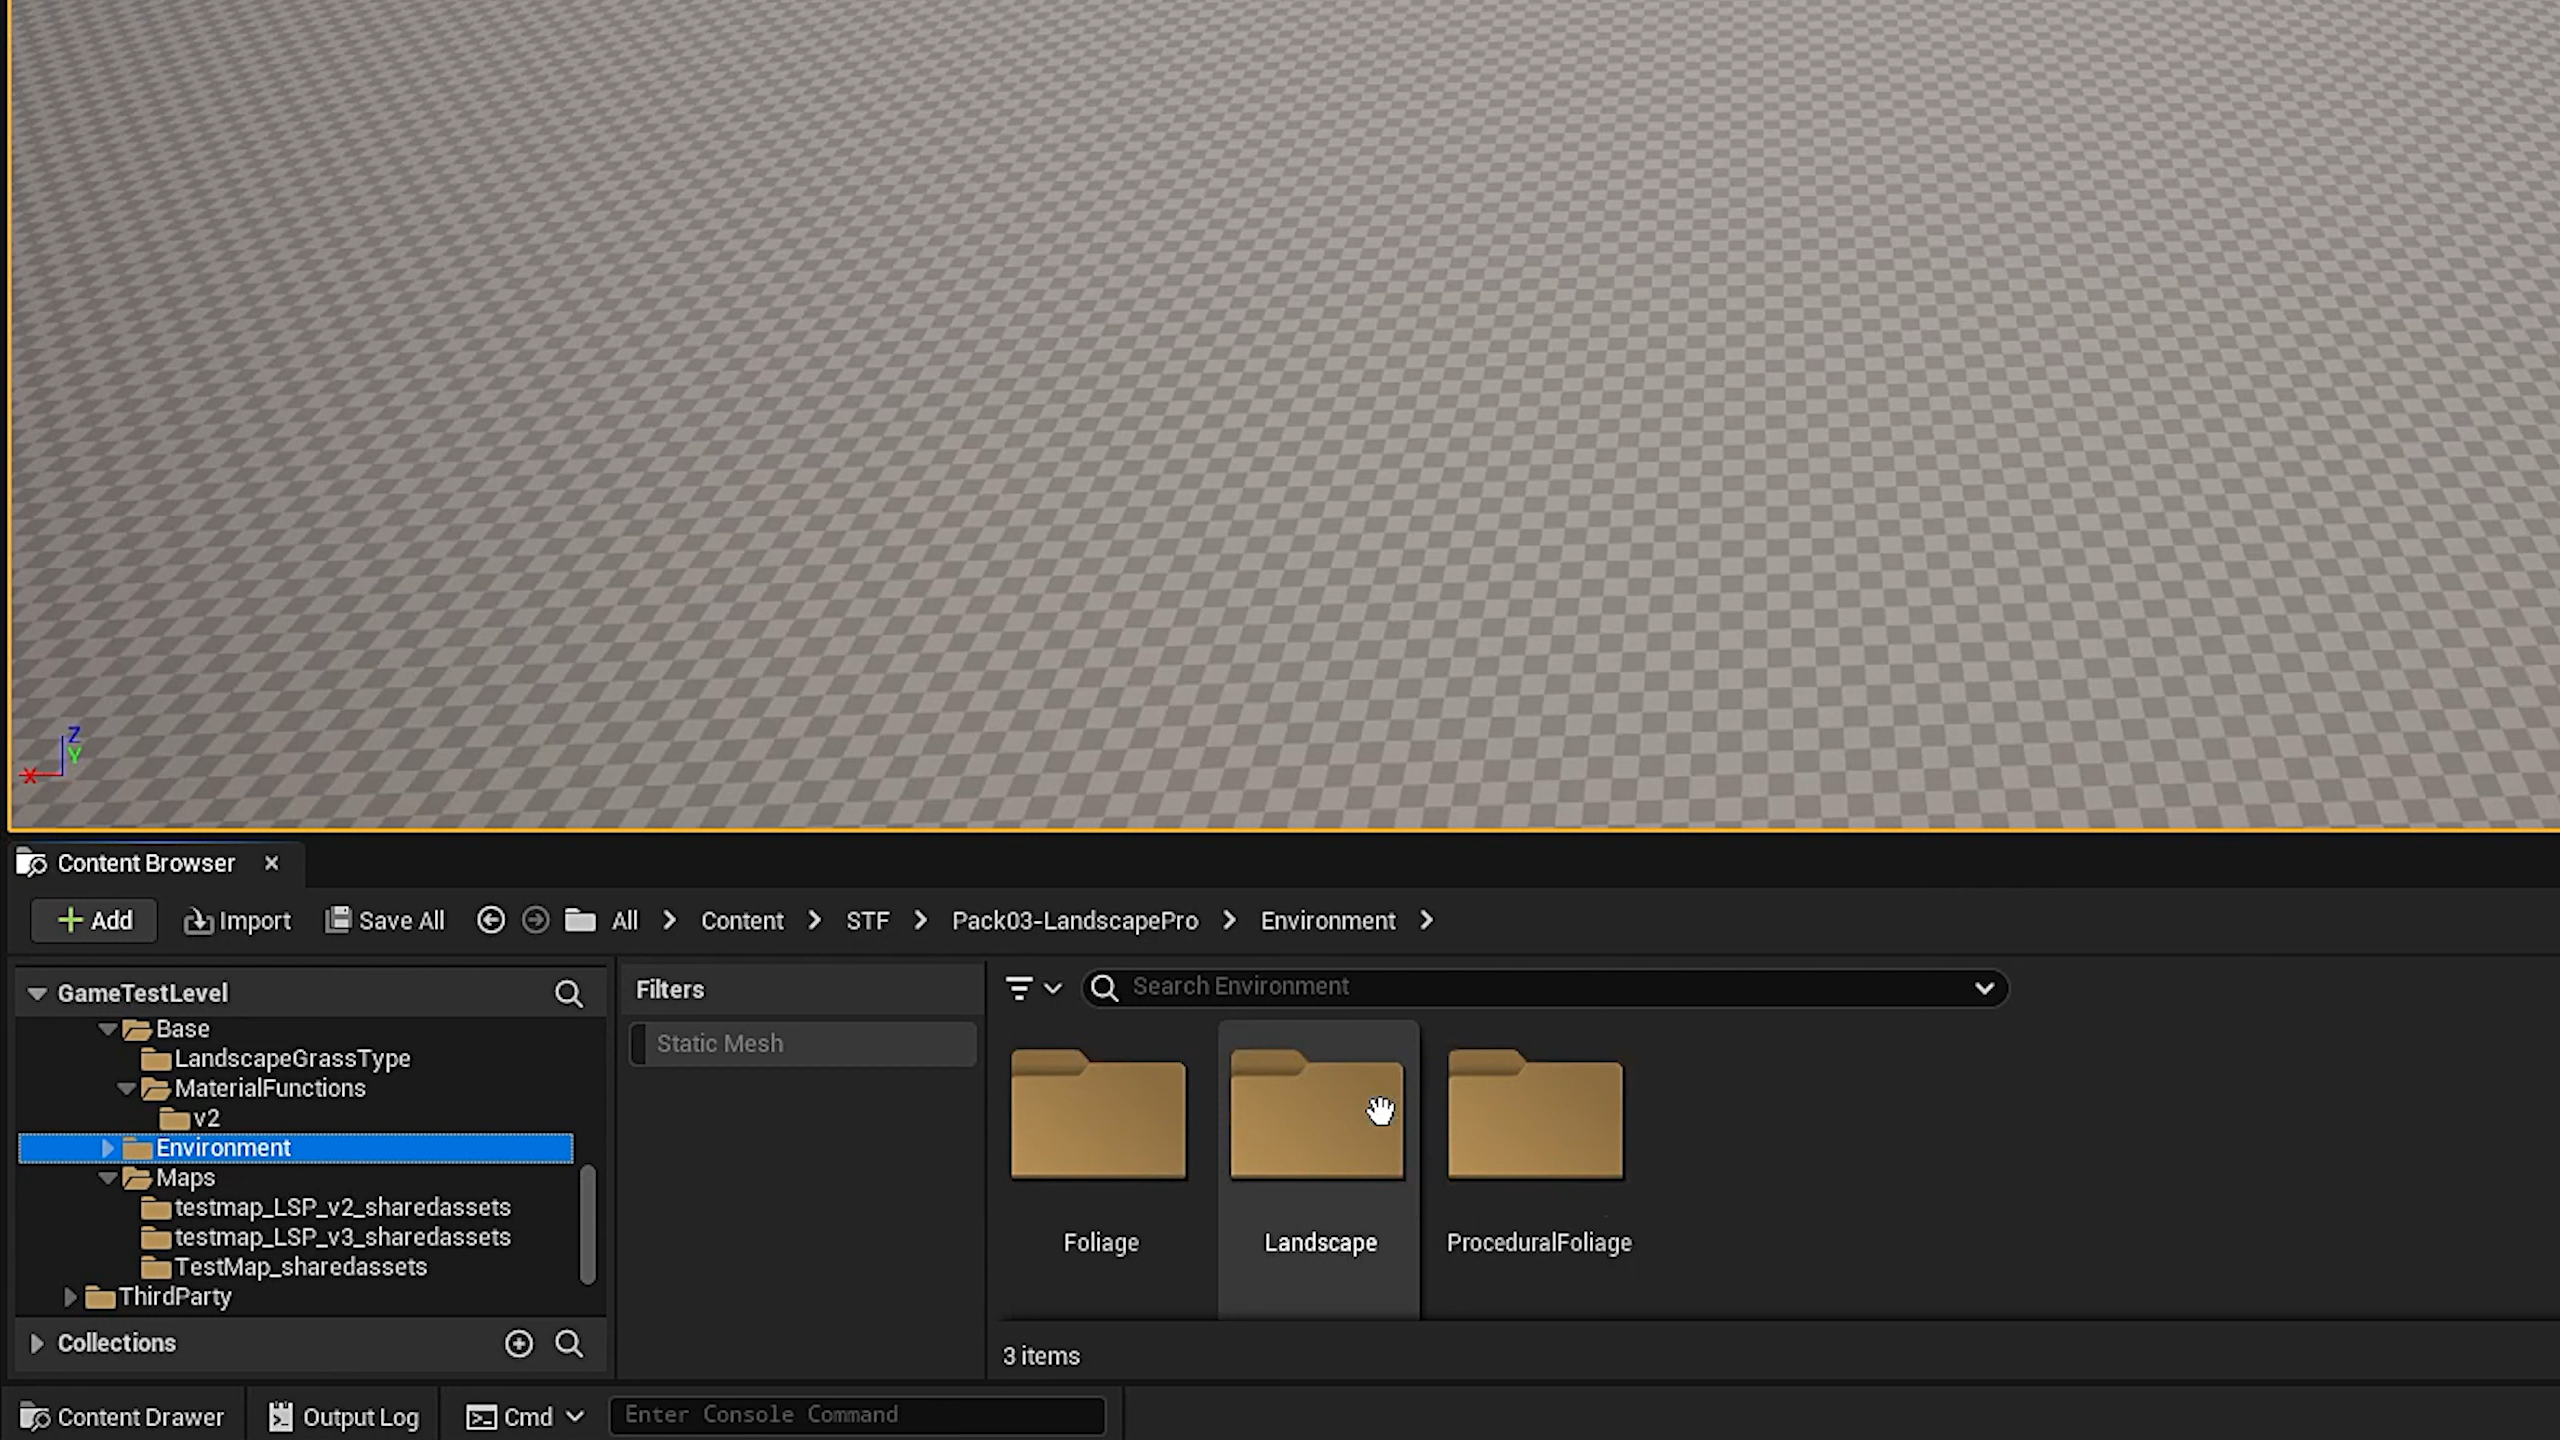 Z
Y
X
Content Browser
Add Import Save All All Content STF Pack03-LandscapePro Environment
GameTestLevel
Base
LandscapeGrassType
MaterialFunctions
v2
Environment
Maps
testmap_LSP_v2_sharedassets
testmap_LSP_v3_sharedassets
TestMap_sharedassets
ThirdParty
Collections
Filters
Static Mesh
Search Environment
Foliage Landscape ProceduralFoliage
3 items
Content Drawer Output Log Cmd Enter Console Command